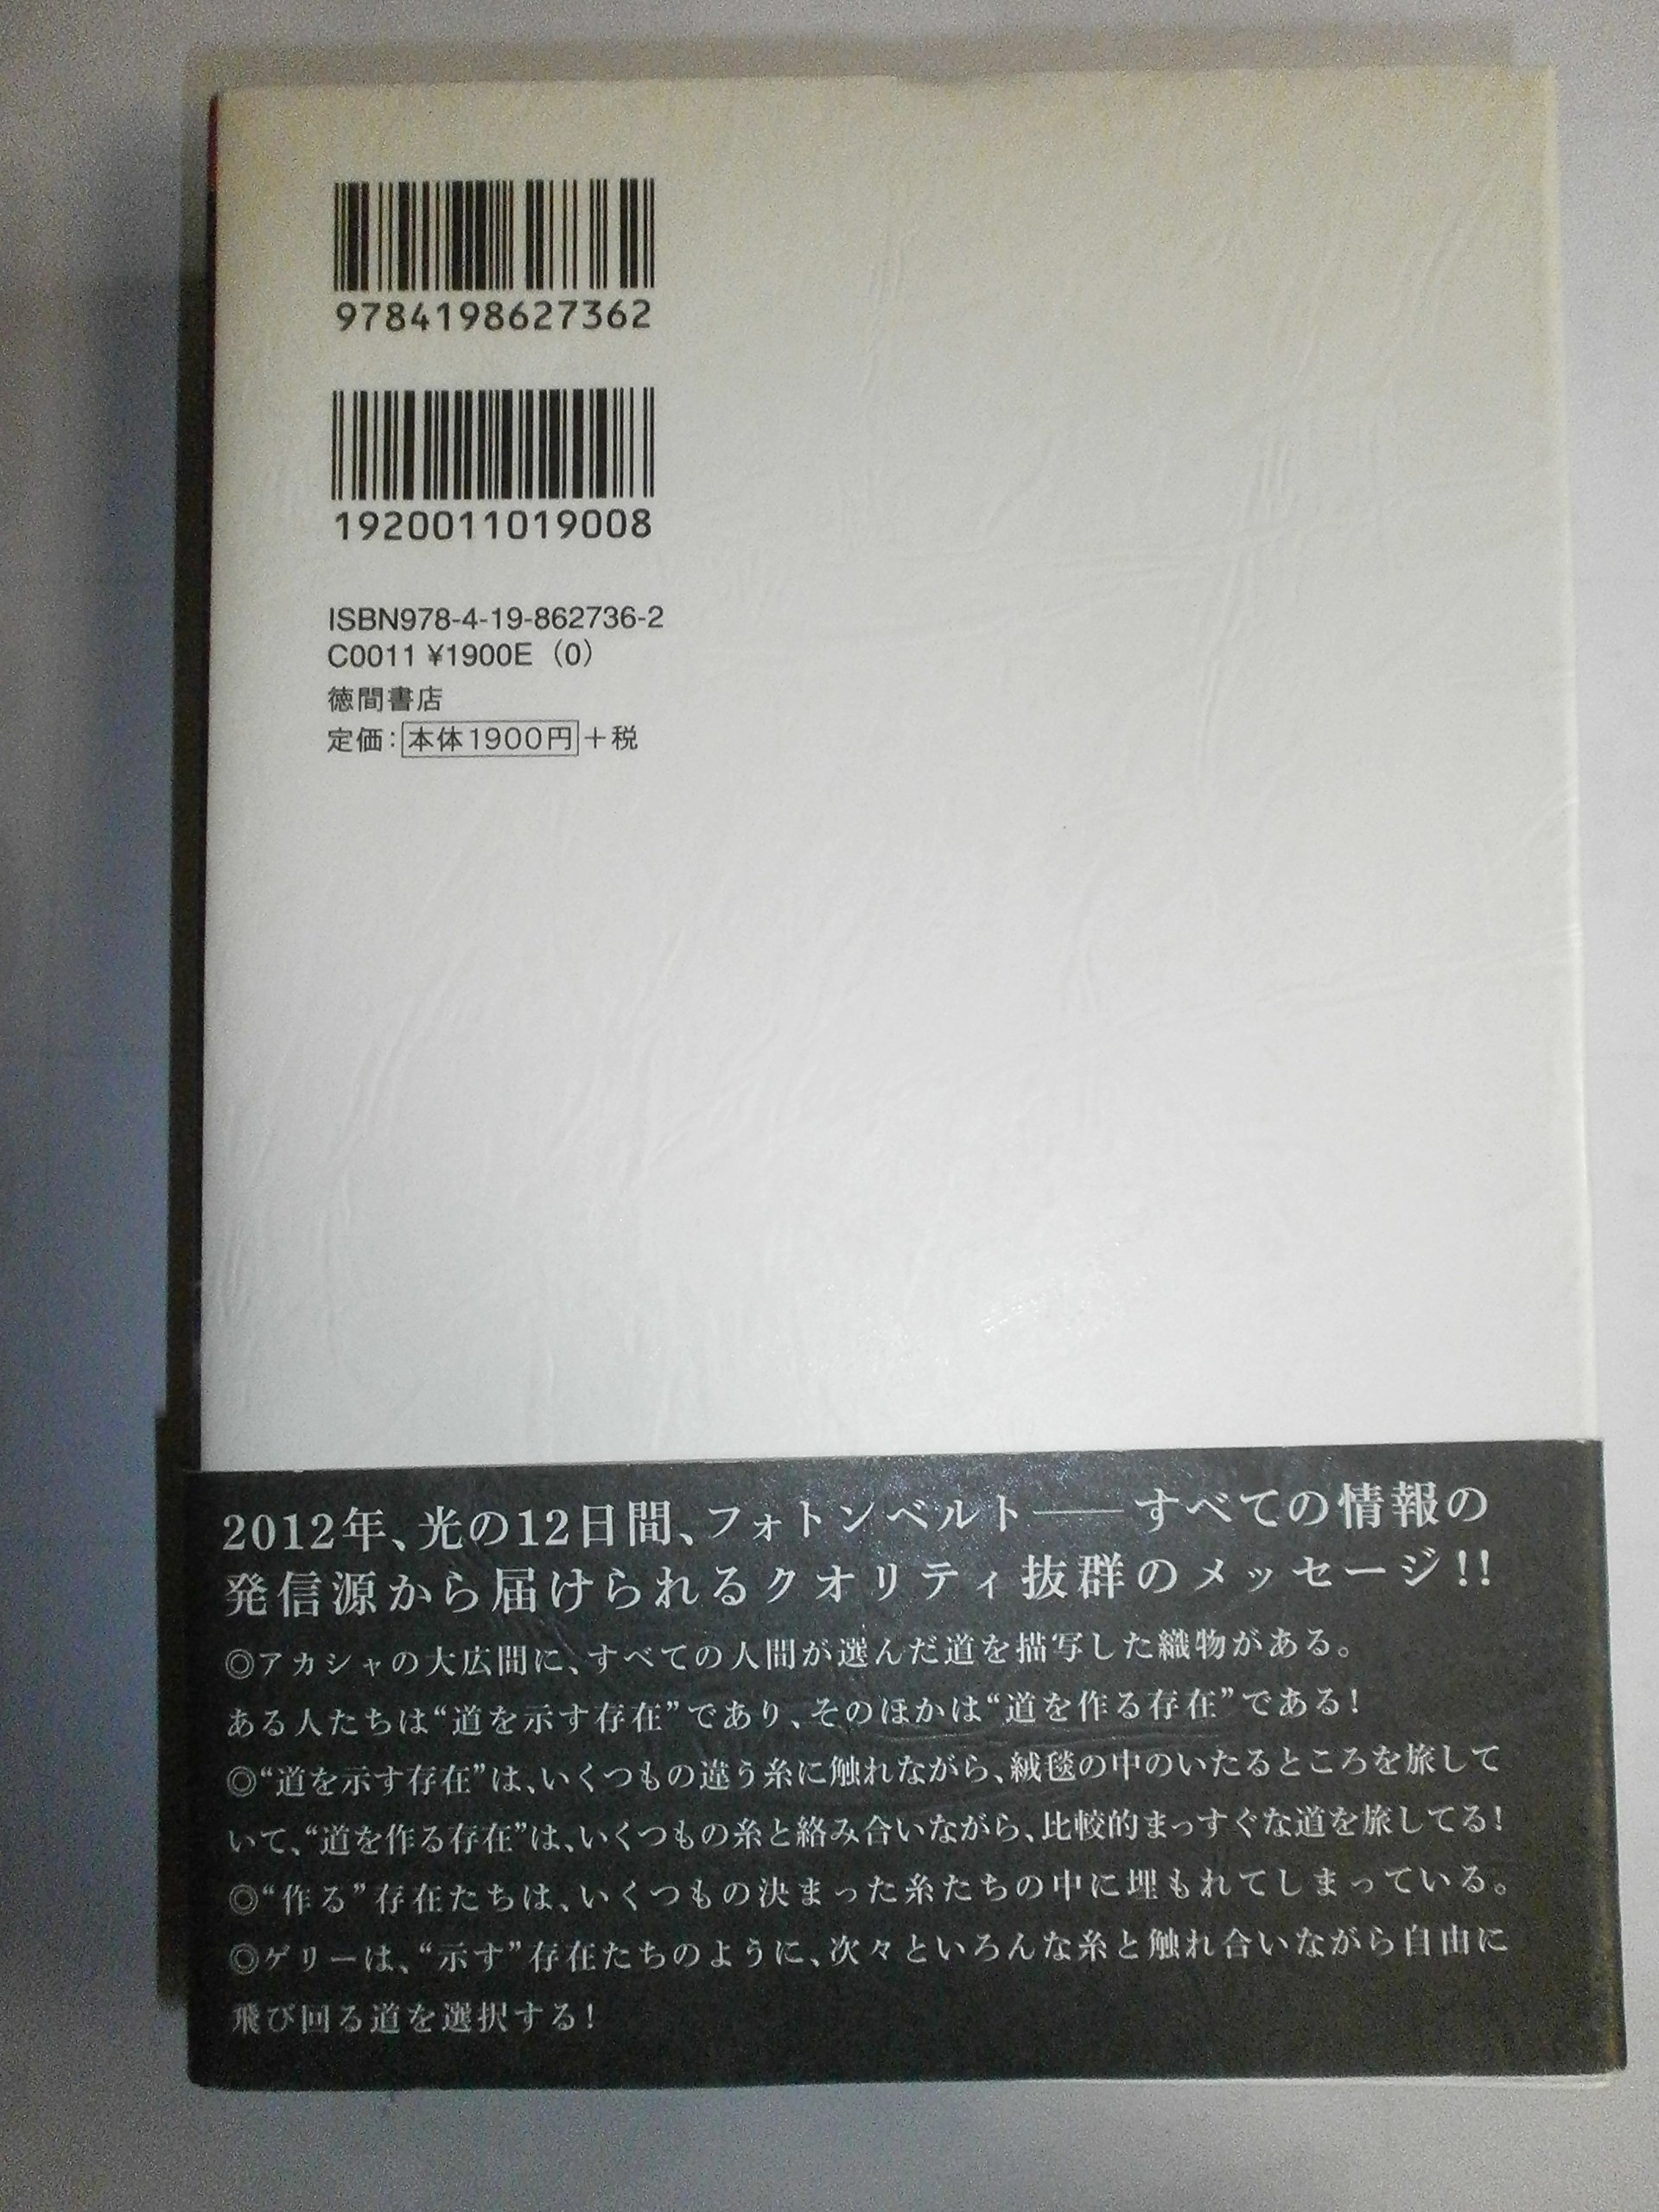 9784198627362
1920011019008
ISBN978-4-19-862736-2
C0011 ¥1900E（0）
徳間書店
定価：本体1900円＋税
2012年、光の12日間、フォトンベルト――すべての情報の
発信源から届けられるクオリティ抜群のメッセージ!!
◎アカシャの大広間に、すべての人間が選んだ道を描写した織物がある。
ある人たちは“道を示す存在”であり、そのほかは“道を作る存在”である！
◎“道を示す存在”は、いくつもの違う糸に触れながら、絨毯の中のいたるところを旅して
いて、“道を作る存在”は、いくつもの糸と絡み合いながら、比較的まっすぐな道を旅してる！
◎“作る”存在たちは、いくつもの決まった糸たちの中に埋もれてしまっている。
◎ゲリーは、“示す”存在たちのように、次々といろんな糸と触れ合いながら自由に
飛び回る道を選択する！